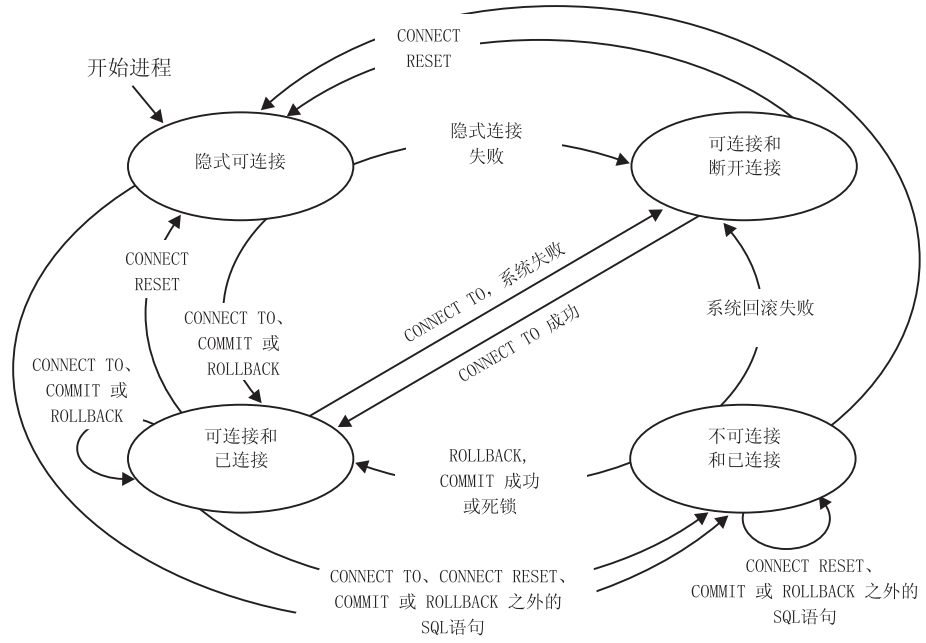 CONNECT
RESET
开始进程
隐式可连接
隐式连接
失败
可连接和
断开连接
CONNECT
RESET
CONNECT TO、
COMMIT 或
ROLLBACK
CONNECT TO, 系统失败
CONNECT TO 成功
系统回滚失败
CONNECT TO、
COMMIT 或
ROLLBACK
可连接和
已连接
ROLLBACK,
COMMIT 成功
或死锁
不可连接
和已连接
CONNECT TO、CONNECT RESET、
COMMIT 或 ROLLBACK 之外的
SQL语句
CONNECT RESET、
COMMIT 或 ROLLBACK 之外的
SQL语句